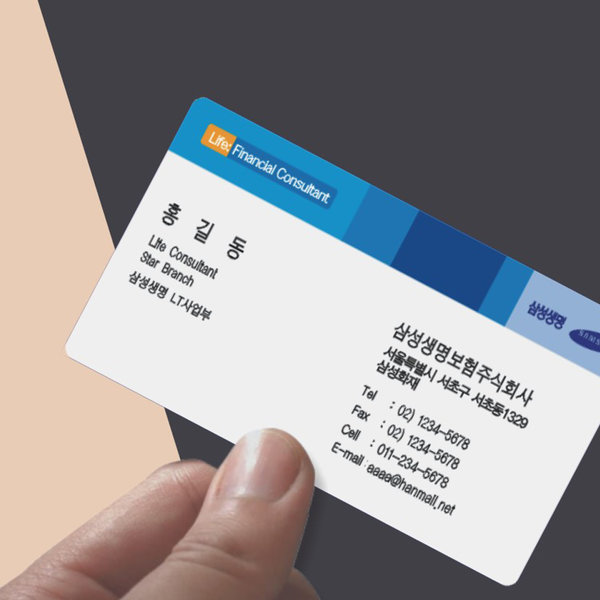 Life: Financial Consultant
홍 길 동
Life Consultant
Star Branch
삼성생명 LT사업부
삼성생명
삼성생명보험주식회사
서울특별시 서초구 서초동1329
삼성화재
Tel : 02) 1234-5678
Fax : 02) 1234-5678
Cell : 011-234-5678
E-mail : aaaa@hanmail.net